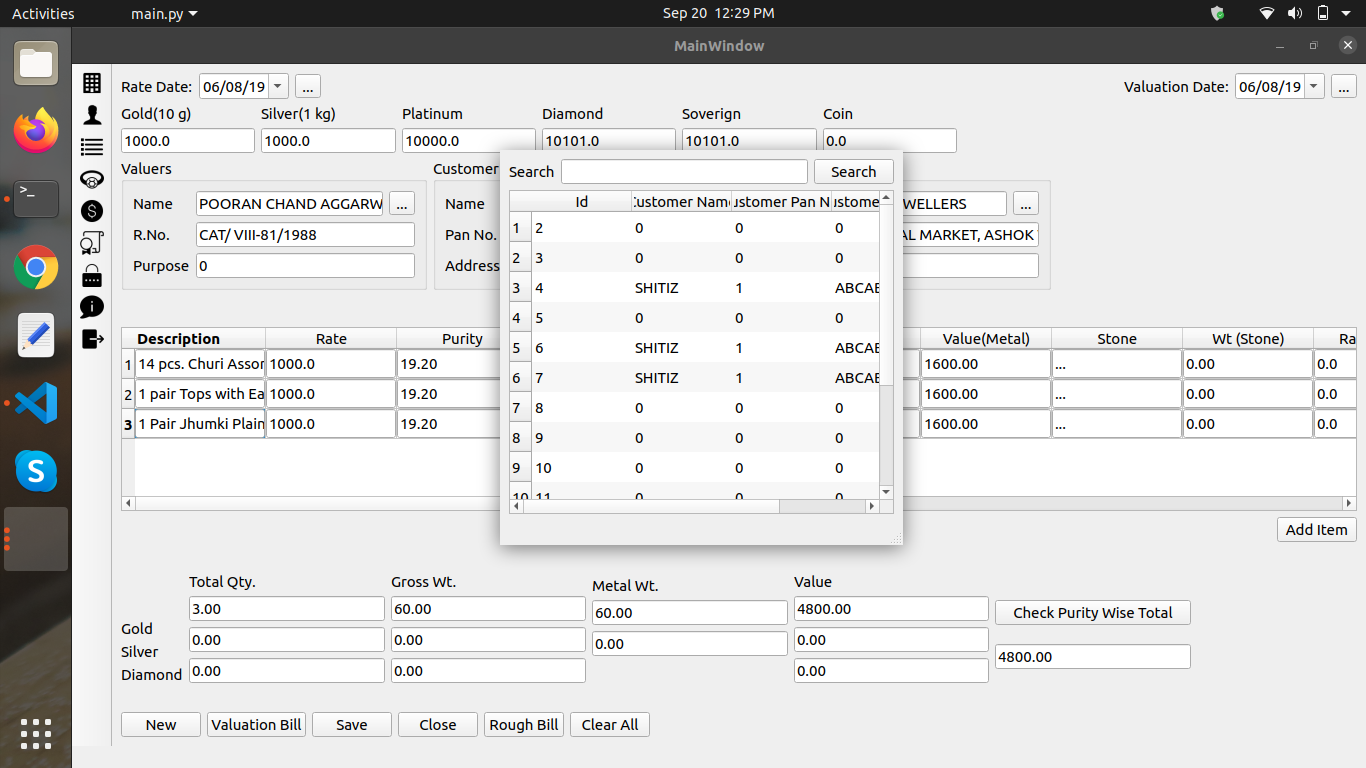 Activities main.py Sep 20 12:29 PM
MainWindow
Rate Date: 06/08/19 ... Valuation Date: 06/08/19 ...
Gold(10 g) Silver(1 kg) Platinum Diamond Soverign Coin
1000.0 1000.0 10000.0 10101.0 10101.0 0.0
Valuers Customer
Name POORAN CHAND AGGARW ... Name WELLERS ...
R.No. CAT/ VIII-81/1988 Pan No. AL MARKET, ASHOK
Purpose 0 Address
Search Search
Id Customer Name ustomer Pan N ustome
1 2 0 0 0
2 3 0 0 0
3 4 SHITIZ 1 ABCAE
4 5 0 0 0
5 6 SHITIZ 1 ABCAE
6 7 SHITIZ 1 ABCAE
7 8 0 0 0
8 9 0 0 0
9 10 0 0 0
10 11 0 0 0
Description Rate Purity Value(Metal) Stone Wt (Stone) Ra
1 14 pcs. Churi Assor 1000.0 19.20 1600.00 ... 0.00 0.0
2 1 pair Tops with Ea 1000.0 19.20 1600.00 ... 0.00 0.0
3 1 Pair Jhumki Plain 1000.0 19.20 1600.00 ... 0.00 0.0
Add Item
Total Qty. Gross Wt. Metal Wt. Value
Gold 3.00 60.00 60.00 4800.00 Check Purity Wise Total
Silver 0.00 0.00 0.00 0.00 4800.00
Diamond 0.00 0.00 0.00
New Valuation Bill Save Close Rough Bill Clear All